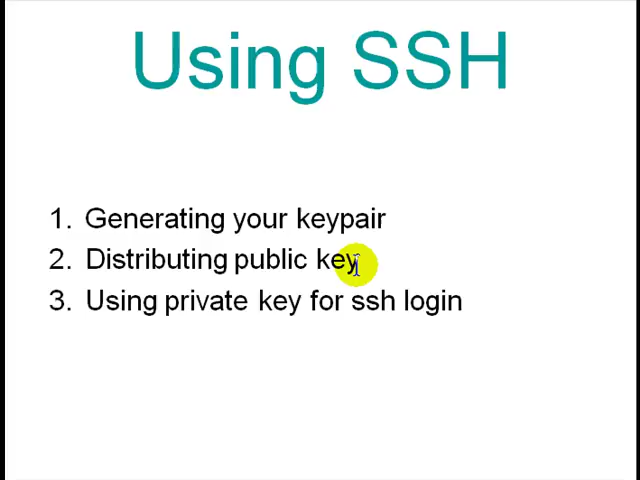 Using SSH
1. Generating your keypair
2. Distributing public key
3. Using private key for ssh login